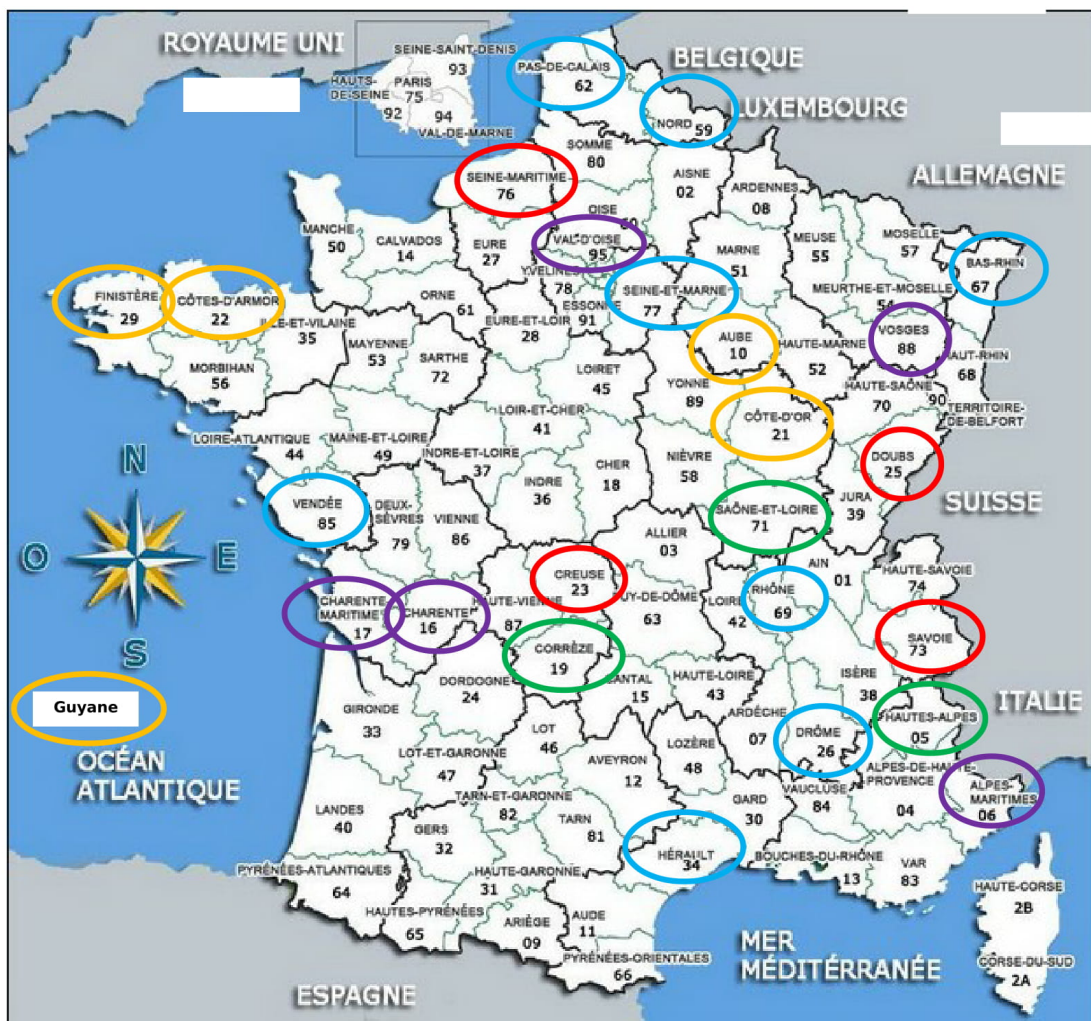 ROYAUME UNI
SEINE-SAINT-DENIS
93
HAUTS-
DE-SEINE
92
PARIS
75
94
VAL-DE-MARNE
PAS-DE-CALAIS
62
BELGIQUE
LUXEMBOURG
NORD 59
ALLEMAGNE
SOMME
80
SEINE-MARITIME
76
AISNE
02
ARDENNES
08
OISE
60
VAL-D'OISE
95
MANCHE
50
CALVADOS
14
EURE
27
YVELINES
78
ESSONNE
91
SEINE-ET-MARNE
77
MARNE
51
MEUSE
55
MOSELLE
57
BAS-RHIN
67
MEURTHE-ET-MOSELLE
54
FINISTÈRE
29
CÔTES-D'ARMOR
22
ILLE-ET-VILAINE
35
ORNE
61
EURE-ET-LOIR
28
AUBE
10
HAUTE-MARNE
52
VOSGES
88
HAUT-RHIN
68
MORBIHAN
56
MAYENNE
53
SARTHE
72
LOIRET
45
YONNE
89
HAUTE-SAÔNE
70
90
TERRITOIRE-
DE-BELFORT
LOIR-ET-CHER
41
CÔTE-D'OR
21
LOIRE-ATLANTIQUE
44
MAINE-ET-LOIRE
49
INDRE-ET-LOIRE
37
CHER
18
NIÈVRE
58
DOUBS
25
N
O
E
S
INDRE
36
VENDÉE
85
DEUX-
SÈVRES
79
VIENNE
86
SAÔNE-ET-LOIRE
71
JURA
39
SUISSE
ALLIER
03
CREUSE
23
AIN
01
HAUTE-SAVOIE
74
CHARENTE-
MARITIME
17
CHARENTE
16
HAUTE-VIENNE
87
PUY-DE-DÔME
63
LOIRE
42
RHÔNE
69
SAVOIE
73
CORRÈZE
19
ISÈRE
38
Guyane
DORDOGNE
24
CANTAL
15
HAUTE-LOIRE
43
ITALIE
GIRONDE
33
ARDÉCHE
07
DRÔME
26
HAUTES-ALPES
05
OCÉAN
ATLANTIQUE
LOT
46
LOT-ET-GARONNE
47
AVEYRON
12
LOZÈRE
48
ALPES-DE-HAUTE-
PROVENCE
04
VAUCLUSE
84
ALPES-
MARITIMES
06
LANDES
40
TARN-ET-GARONNE
82
GERS
32
TARN
81
GARD
30
HÉRAULT
34
BOUCHES-DU-RHÔNE
13
VAR
83
PYRÉNÉES-ATLANTIQUES
64
HAUTE-GARONNE
31
HAUTES-PYRÉNÉES
65
ARIÈGE
09
AUDE
11
HAUTE-CORSE
2B
MER
MÉDITÉRRANÉE
PYRÉNÉES-ORIENTALES
66
CORSE-DU-SUD
2A
ESPAGNE